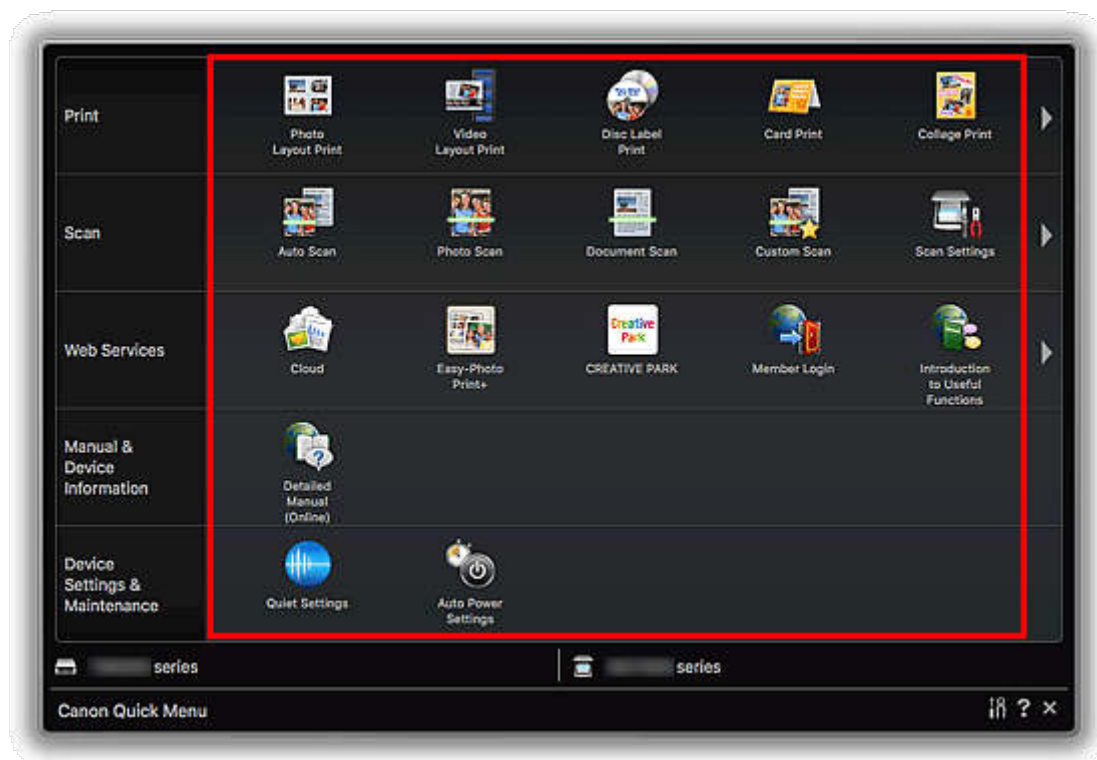 Print
Photo
Layout Print
Video
Layout Print
Disc Label
Print
Card Print
Collage Print
Scan
Auto Scan
Photo Scan
Document Scan
Custom Scan
Scan Settings
Web Services
Cloud
Easy-Photo
Print+
Creative
Park
CREATIVE PARK
Member Login
Introduction
to Useful
Functions
Manual &
Device
Information
Detailed
Manual
(Online)
Device
Settings &
Maintenance
Quiet Settings
Auto Power
Settings
series
series
Canon Quick Menu
?